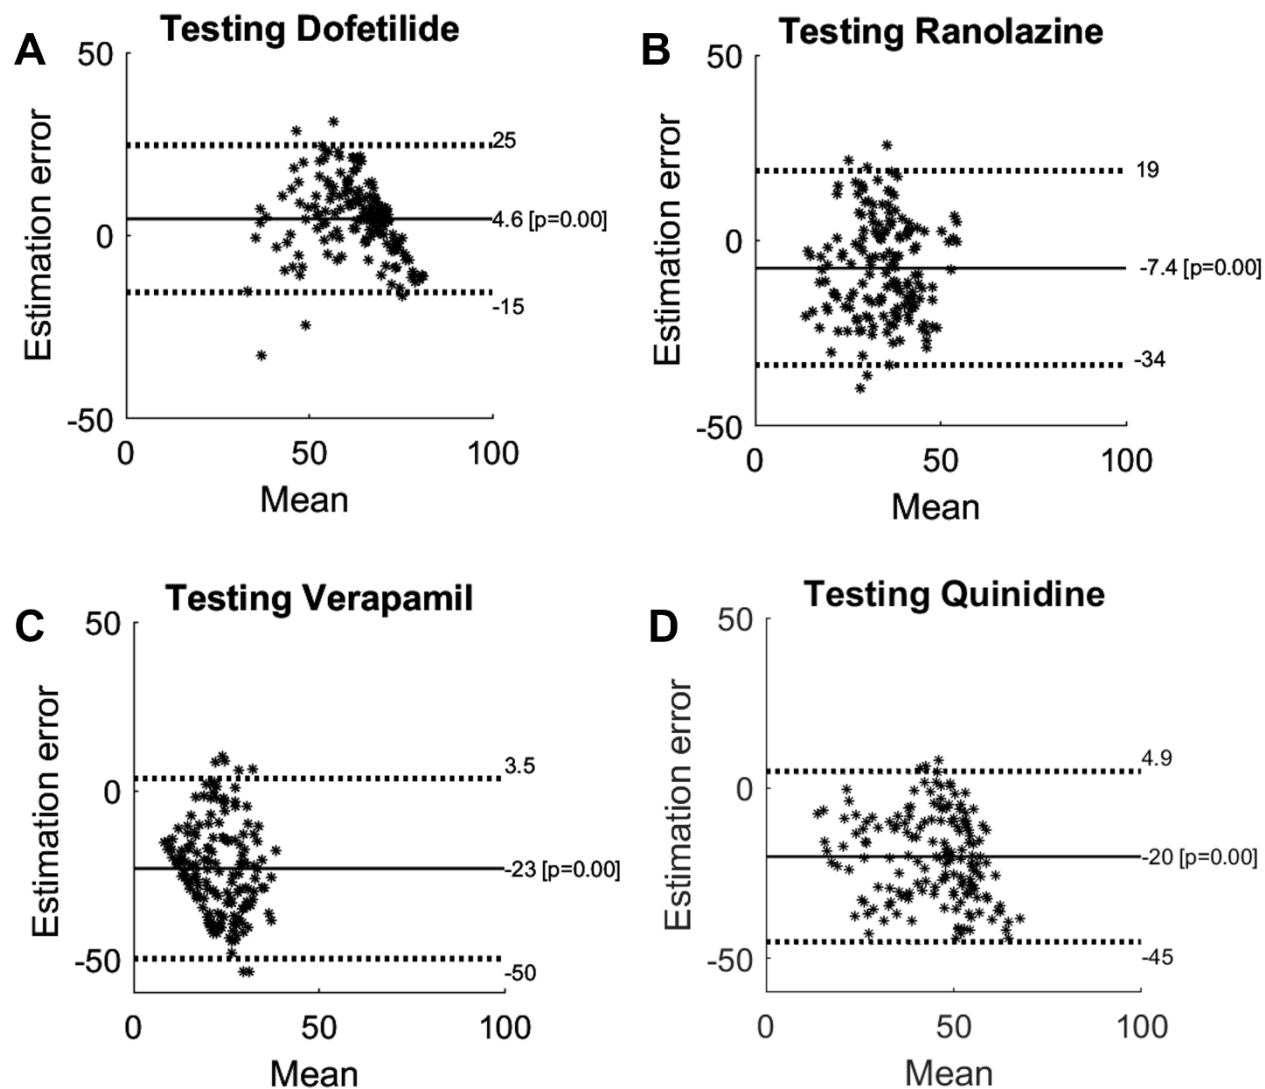 A
Testing Dofetilide
50
25
Estimation error
4.6 [p=0.00]
0
-15
-50
0
50
100
Mean
B
Testing Ranolazine
50
19
Estimation error
0
-7.4 [p=0.00]
-34
-50
0
50
100
Mean
C
Testing Verapamil
50
3.5
Estimation error
0
-23 [p=0.00]
-50
-50
0
50
100
Mean
D
Testing Quinidine
50
4.9
Estimation error
0
-20 [p=0.00]
-45
-50
0
50
100
Mean